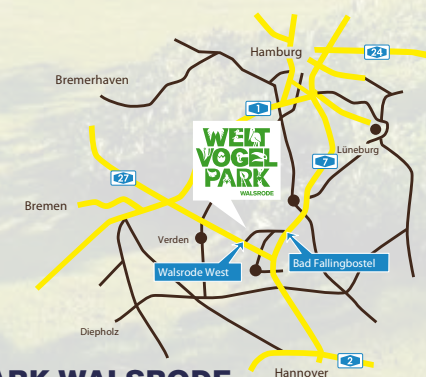 Hamburg
24
Bremerhaven
1
WELT
VOGEL
PARK
WALSRODE
Lüneburg
7
27
Bremen
Verden
Walsrode West
Bad Fallingbostel
Diepholz
2
PARK WALSRODE
Hannover